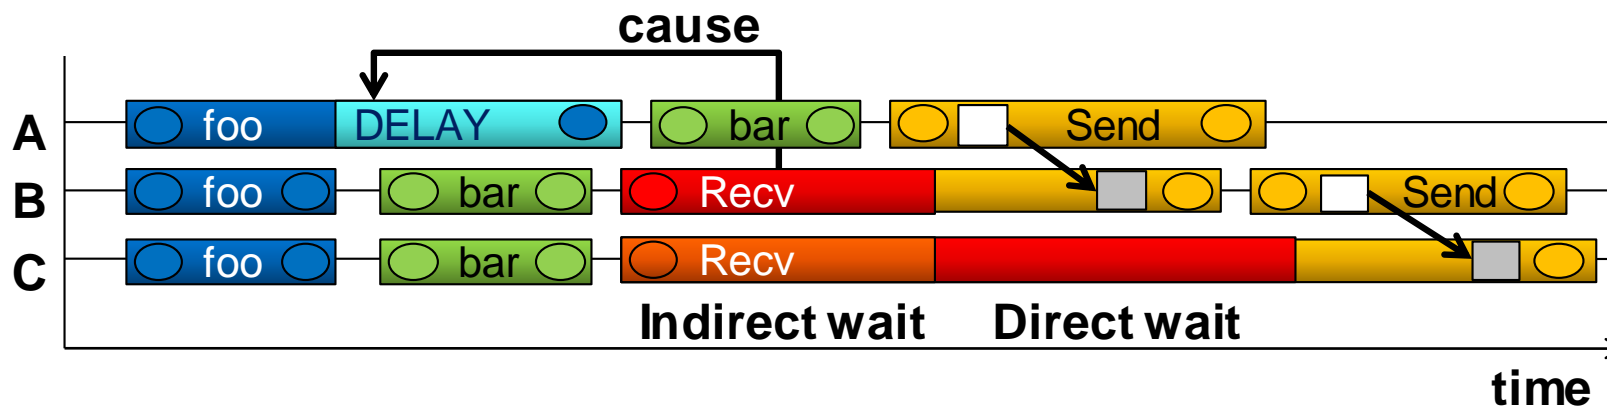 cause
A foo DELAY bar Send
B foo bar Recv Send
C foo bar Recv
Indirect wait Direct wait
time